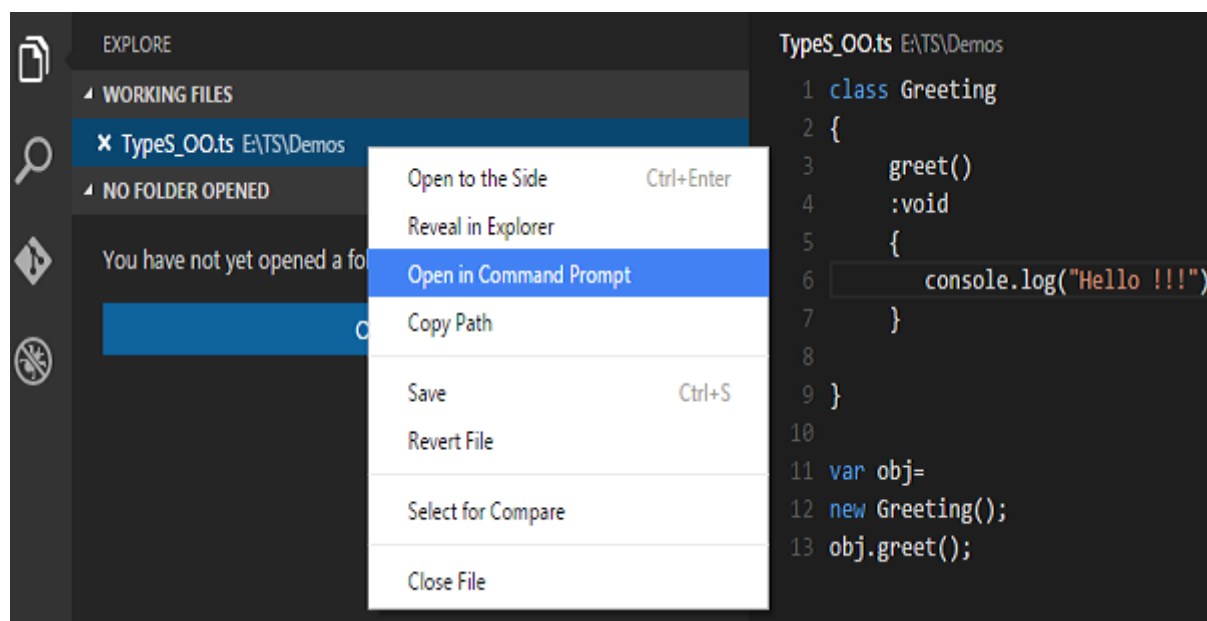 EXPLORE
WORKING FILES
TypeS_OO.ts E:\TS\Demos
NO FOLDER OPENED
You have not yet opened a fol
O
Open to the Side Ctrl+Enter
Reveal in Explorer
Open in Command Prompt
Copy Path
Save Ctrl+S
Revert File
Select for Compare
Close File
TypeS_OO.ts E:\TS\Demos
1 class Greeting
2 {
3 greet()
4 :void
5 {
6 console.log("Hello !!!")
7 }
8
9 }
10
11 var obj=
12 new Greeting();
13 obj.greet();